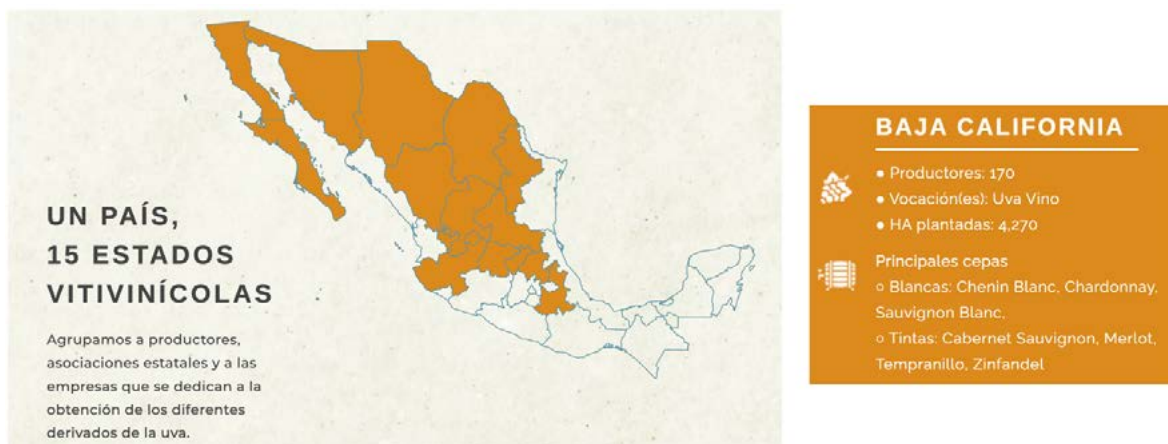 UN PAÍS,
15 ESTADOS
VITIVINÍCOLAS
Agrupamos a productores,
asociaciones estatales y a las
empresas que se dedican a la
obtención de los diferentes
derivados de la uva.
BAJA CALIFORNIA
● Productores: 170
● Vocación(es): Uva Vino
● HA plantadas: 4,270
Principales cepas
○ Blancas: Chenin Blanc, Chardonnay,
Sauvignon Blanc,
○ Tintas: Cabernet Sauvignon, Merlot,
Tempranillo, Zinfandel